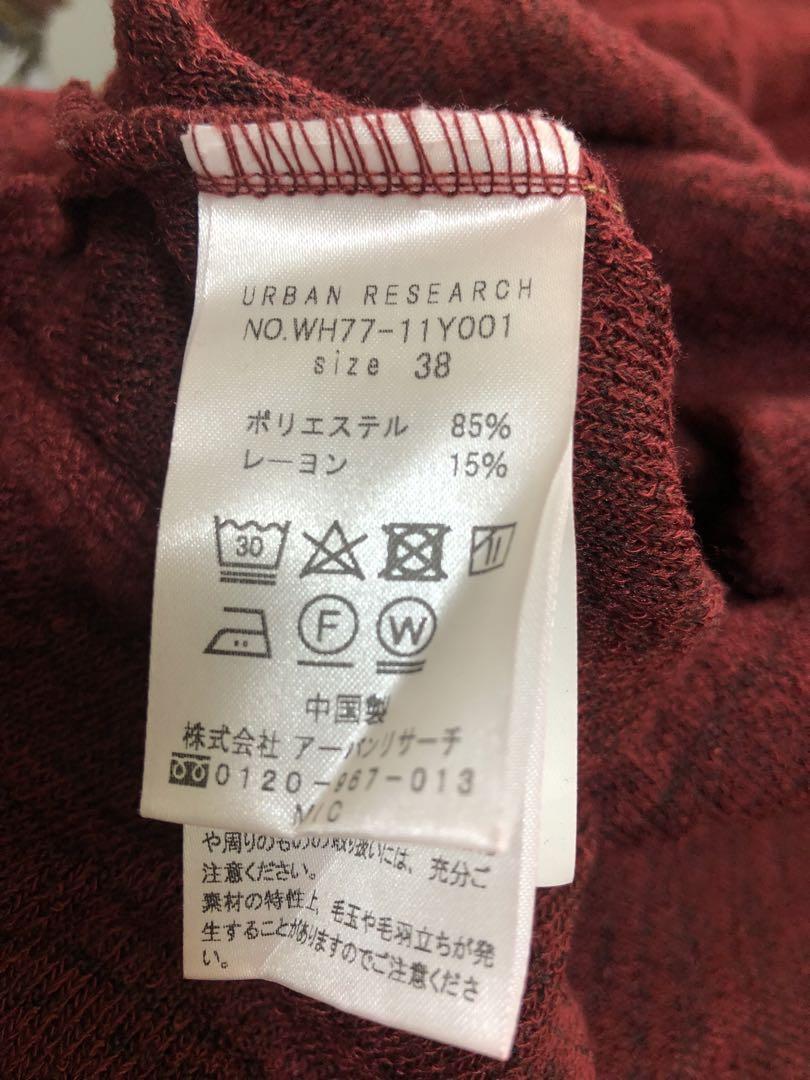 URBAN RESEARCH
NO.WH77-11Y001
size 38
ポリエステル 85%
レーヨン 15%
30
F W
中国製
株式会社 アーバンリサーチ
0120-967-013
M/C
や周りのものの取り扱いには、充分ご
注意ください。
素材の特性上、毛玉や毛羽立ちが発
生することがありますのでご注意くださ
い。